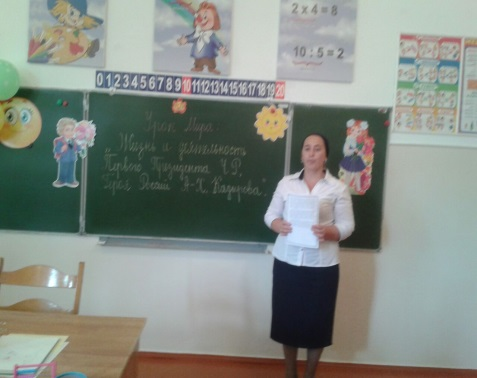 2 x 4 = 8
10 : 5 = 2
0 1 2 3 4 5 6 7 8 9 10 11 12 13 14 15 16 17 18 19 20
Урок Мира
Жизнь и деятельность
"Первого Президента Ч.Р,
Героя России А-Х. Кадырова".